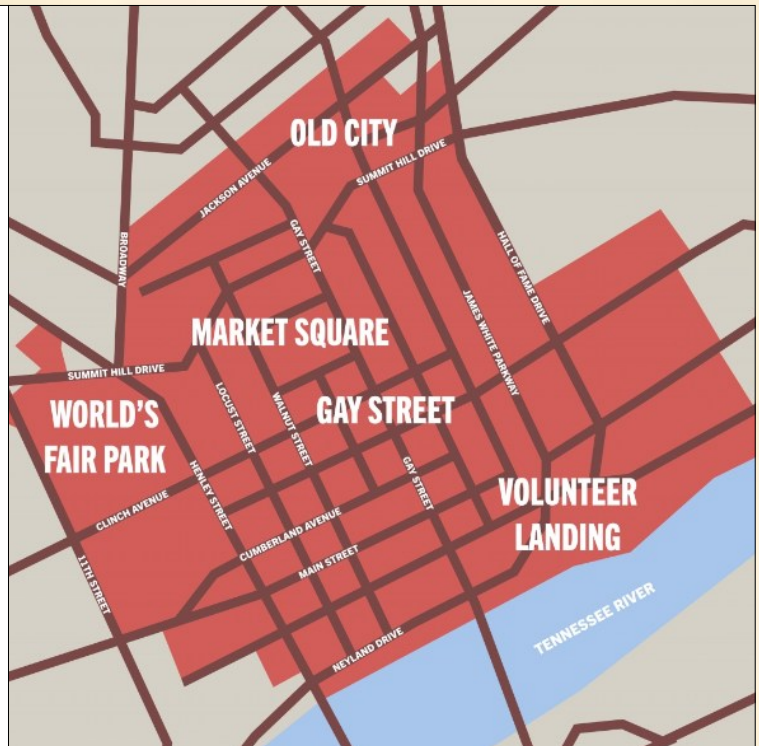 OLD CITY
JACKSON AVENUE
SUMMIT HILL DRIVE
GAY STREET
BROADWAY
HALL OF FAME DRIVE
JAMES WHITE PARKWAY
MARKET SQUARE
SUMMIT HILL DRIVE
WORLD'S
FAIR PARK
LOCUST STREET
WALNUT STREET
GAY STREET
HENLEY STREET
GAY STREET
CLINCH AVENUE
CUMBERLAND AVENUE
VOLUNTEER
LANDING
MAIN STREET
11TH STREET
NEYLAND DRIVE
TENNESSEE RIVER